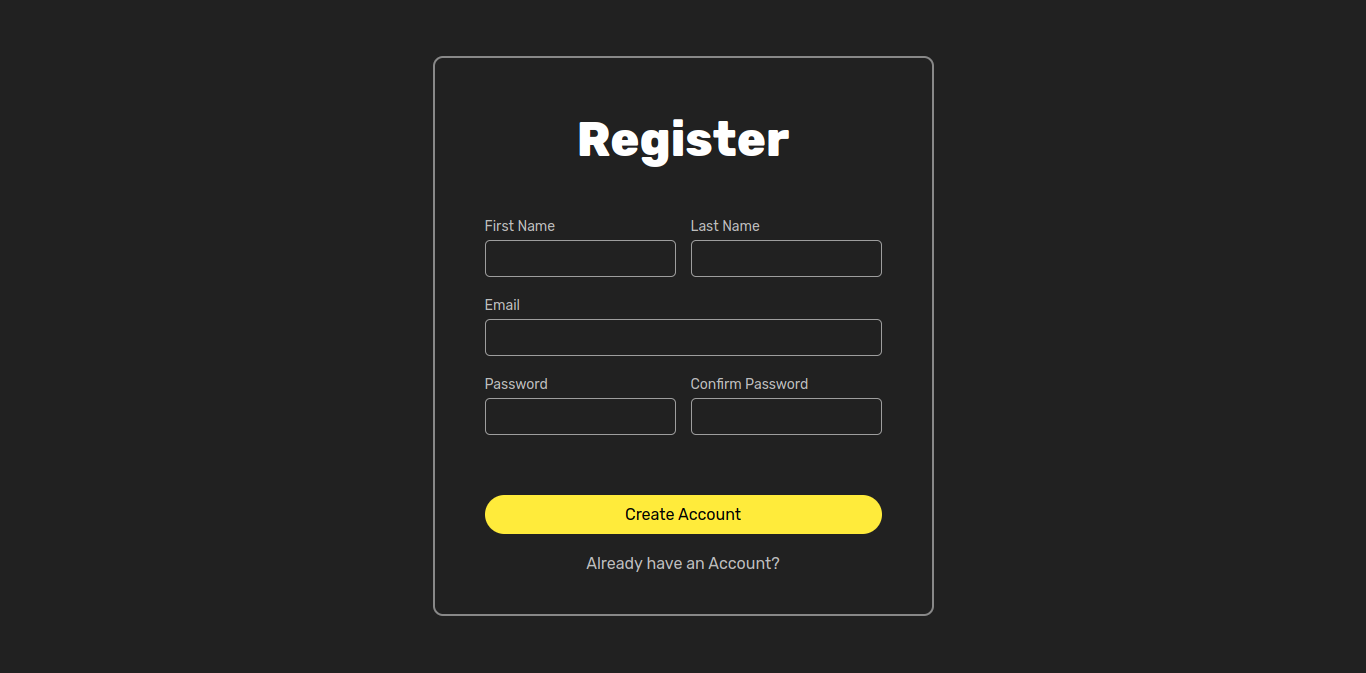 Register
First Name Last Name
Email
Password Confirm Password
Create Account
Already have an Account?